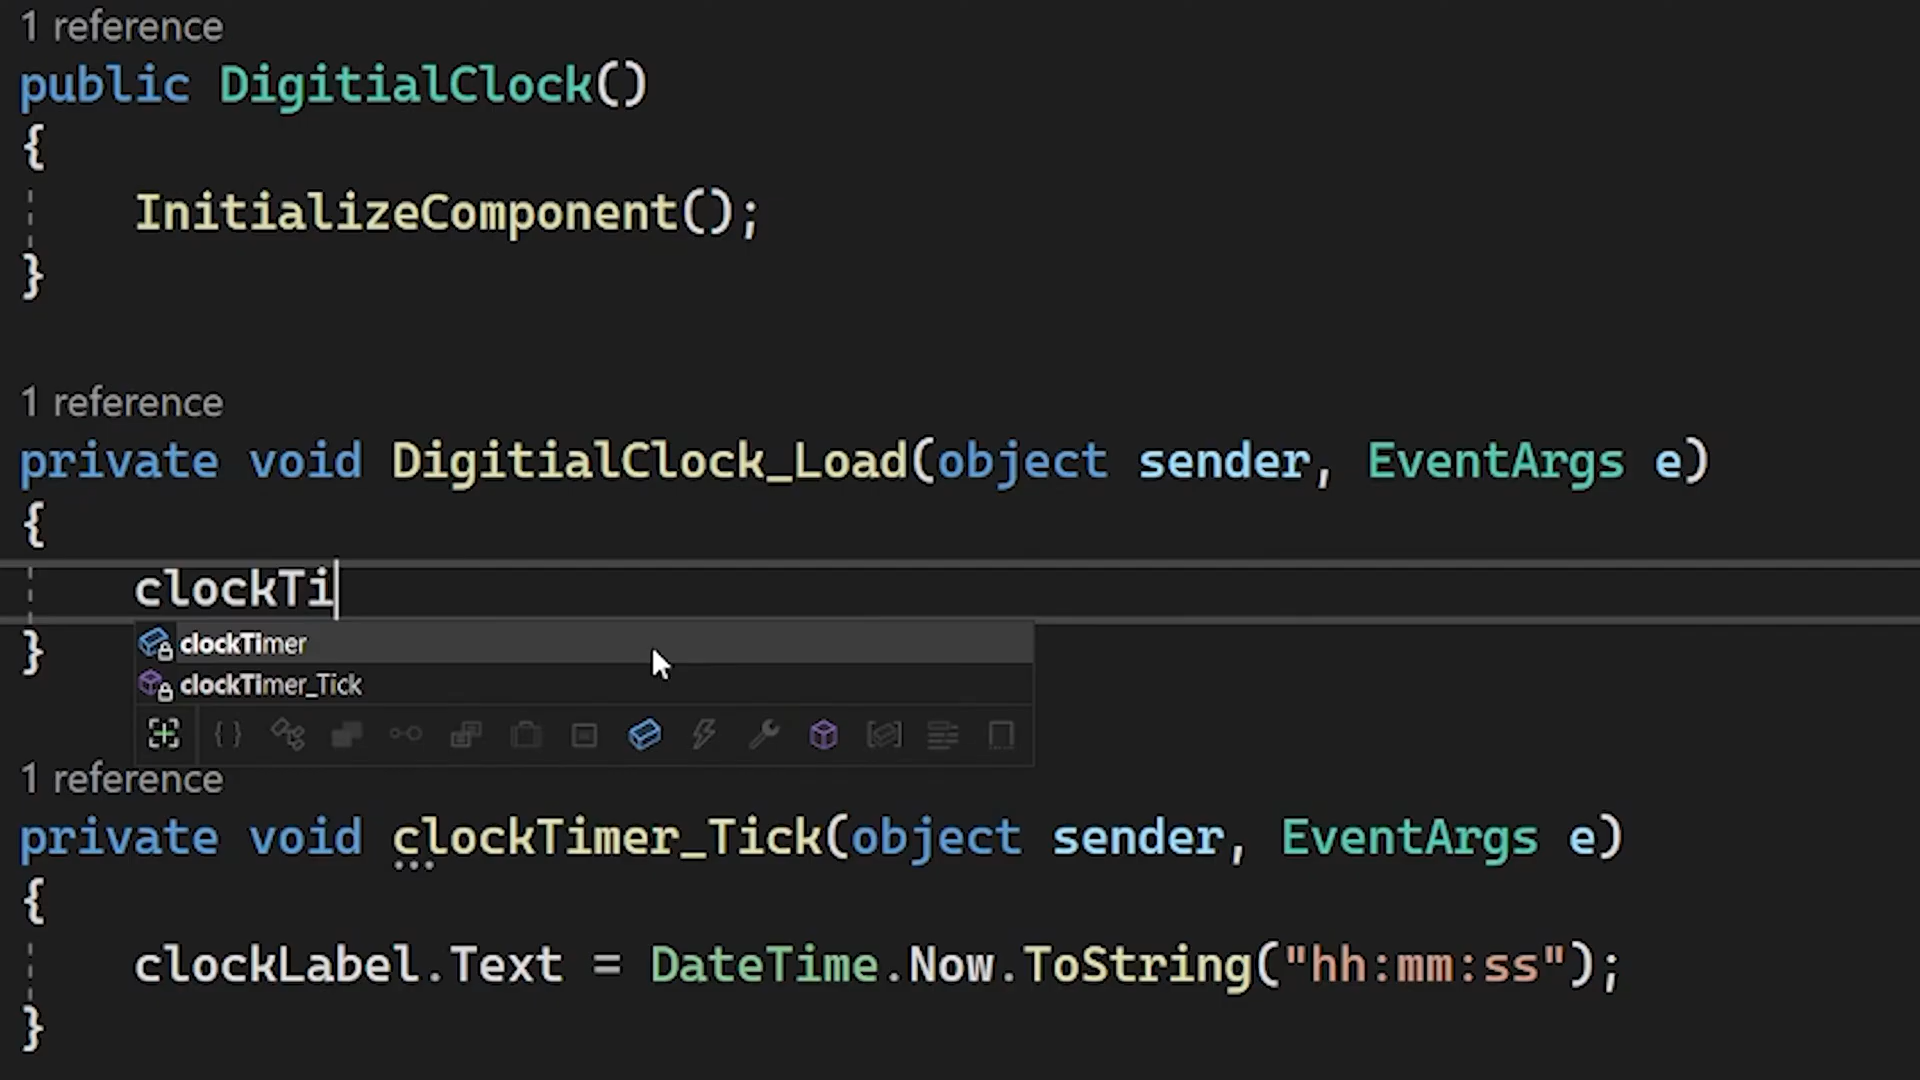 1 reference
public DigitialClock()
{
InitializeComponent();
}
1 reference
private void DigitialClock_Load(object sender, EventArgs e)
{
clockTi
clockTimer
clockTimer_Tick
}
1 reference
private void clockTimer_Tick(object sender, EventArgs e)
{
clockLabel.Text = DateTime.Now.ToString("hh:mm:ss");
}